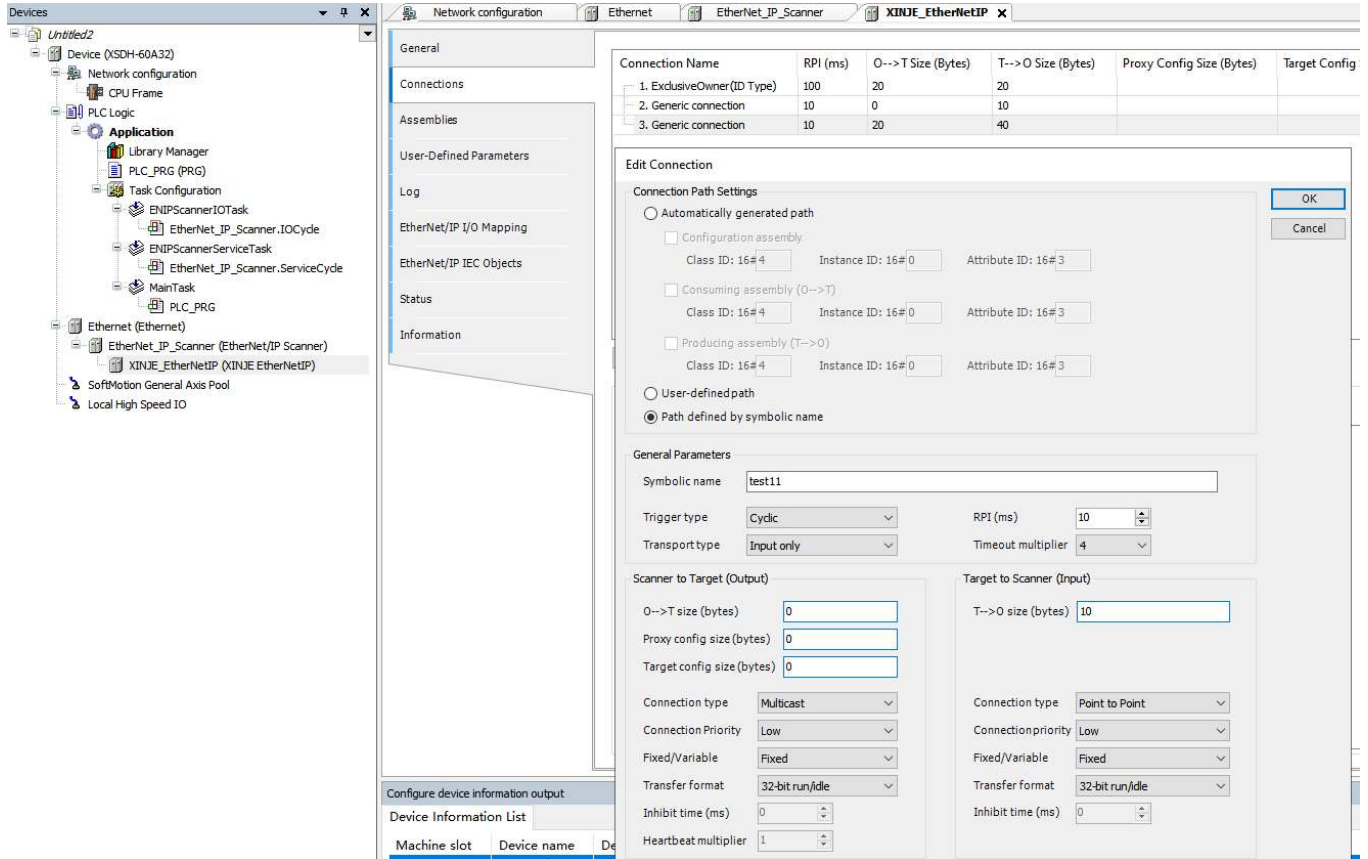 Devices
Untitled2
Device (XSDH-60A32)
Network configuration
CPU Frame
PLC Logic
Application
Library Manager
PLC_PRG (PRG)
Task Configuration
ENIPScannerIOTask
EtherNet_IP_Scanner.IOCycle
ENIPScannerServiceTask
EtherNet_IP_Scanner.ServiceCycle
MainTask
PLC_PRG
Ethernet (Ethernet)
EtherNet_IP_Scanner (EtherNet/IP Scanner)
XINJE_EtherNetIP (XINJE EtherNetIP)
SoftMotion General Axis Pool
Local High Speed IO
Network configuration Ethernet EtherNet_IP_Scanner XINJE_EtherNetIP
General
Connections
Assemblies
User-Defined Parameters
Log
EtherNet/IP I/O Mapping
EtherNet/IP IEC Objects
Status
Information
Connection Name RPI (ms) O-->T Size (Bytes) T-->O Size (Bytes) Proxy Config Size (Bytes) Target Config
1. ExclusiveOwner(ID Type) 100 20 20
2. Generic connection 10 0 10
3. Generic connection 10 20 40
Edit Connection
Connection Path Settings
OK
Cancel
Automatically generated path
Configuration assembly
Class ID: 16# 4 Instance ID: 16# 0 Attribute ID: 16# 3
Consuming assembly (O-->T)
Class ID: 16# 4 Instance ID: 16# 0 Attribute ID: 16# 3
Producing assembly (T-->O)
Class ID: 16# 4 Instance ID: 16# 0 Attribute ID: 16# 3
User-defined path
Path defined by symbolic name
General Parameters
Symbolic name test11
Trigger type Cyclic RPI (ms) 10
Transport type Input only Timeout multiplier 4
Scanner to Target (Output) Target to Scanner (Input)
O-->T size (bytes) 0 T-->O size (bytes) 10
Proxy config size (bytes) 0
Target config size (bytes) 0
Connection type Multicast Connection type Point to Point
Connection Priority Low Connection priority Low
Fixed/Variable Fixed Fixed/Variable Fixed
Transfer format 32-bit run/idle Transfer format 32-bit run/idle
Inhibit time (ms) 0 Inhibit time (ms) 0
Heartbeat multiplier 1
Configure device information output
Device Information List
Machine slot Device name De